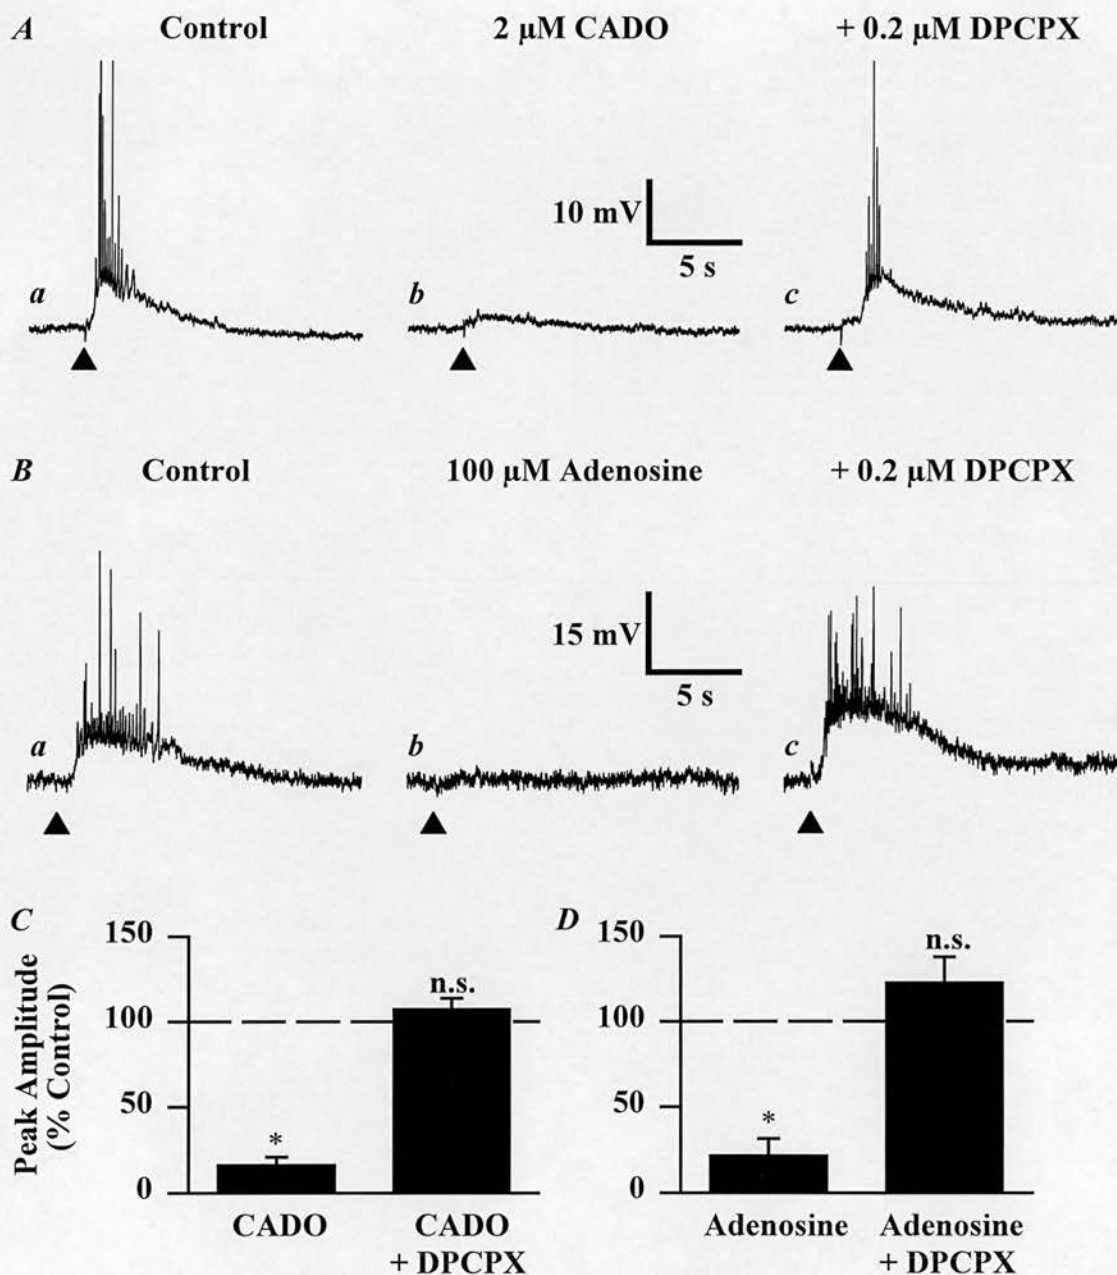 A Control 2 µM CADO + 0.2 µM DPCPX
10 mV
5 s
a b c
B Control 100 µM Adenosine + 0.2 µM DPCPX
15 mV
5 s
a b c
C
Peak Amplitude
(% Control)
150
100
50
0
*
n.s.
CADO
CADO
+ DPCPX
D
150
100
50
0
*
n.s.
Adenosine
Adenosine
+ DPCPX